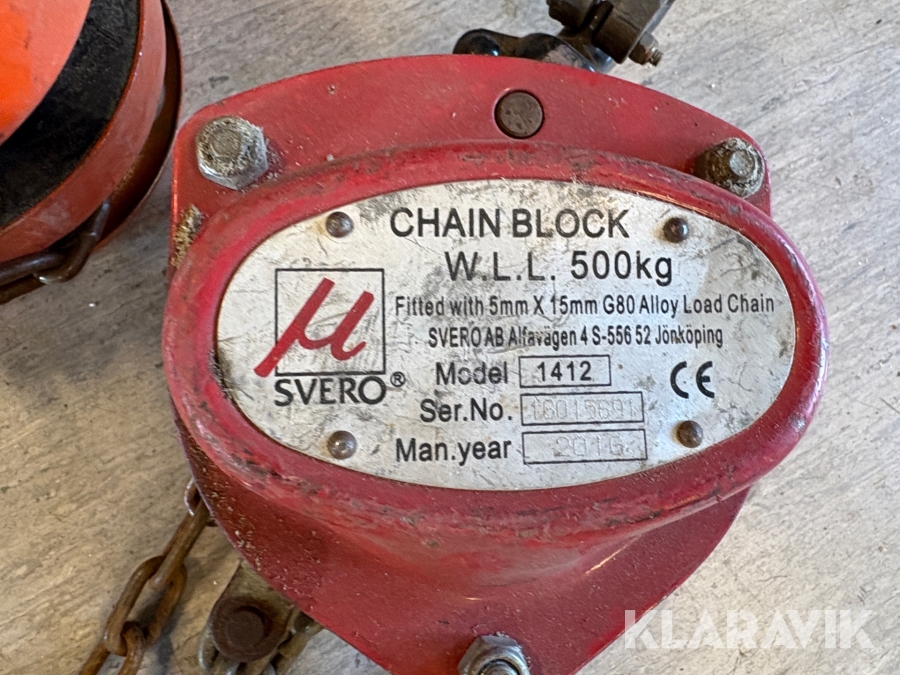 CHAIN BLOCK
W.L.L. 500kg
Fitted with 5mm X 15mm G80 Alloy Load Chain
SVERO AB Alfavägen 4 S-556 52 Jönköping
µ
SVERO®
Model 1412
CE
Ser.No.
Man.year 2016
KLARAVIK